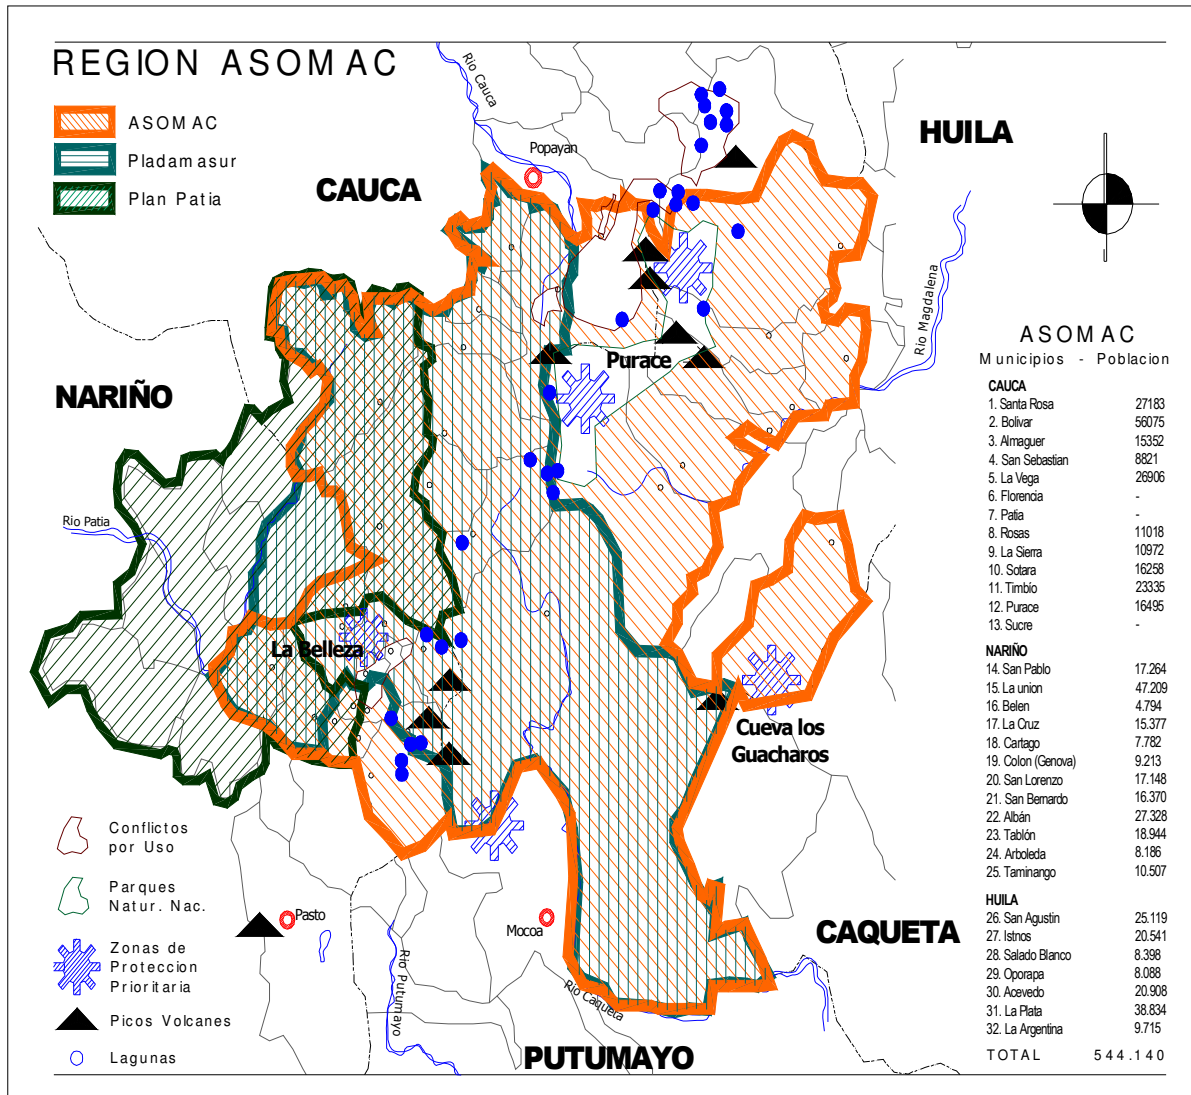 REGION ASOMAC
ASOMAC
Pladamasur
Plan Patia
Rio Cauca
Popayan
HUILA
CAUCA
Rio Magdalena
NARIÑO
Purace
Rio Patia
La Belleza
Cueva los
Guacharos
Conflictos
por Uso
Parques
Natur. Nac.
Zonas de
Proteccion
Prioritaria
Picos Volcanes
Lagunas
Pasto
Mocoa
Rio Putumayo
Rio Caqueta
CAQUETA
PUTUMAYO
ASOMAC
Municipios - Poblacion
CAUCA
1. Santa Rosa 27183
2. Bolivar 56075
3. Almaguer 15352
4. San Sebastian 8821
5. La Vega 26906
6. Florencia -
7. Patia -
8. Rosas 11018
9. La Sierra 10972
10. Sotara 16258
11. Timbio 23335
12. Purace 16495
13. Sucre -
NARIÑO
14. San Pablo 17.264
15. La union 47.209
16. Belen 4.794
17. La Cruz 15.377
18. Cartago 7.782
19. Colon (Genova) 9.213
20. San Lorenzo 17.148
21. San Bernardo 16.370
22. Albán 27.328
23. Tablón 18.944
24. Arboleda 8.186
25. Taminango 10.507
HUILA
26. San Agustin 25.119
27. Istnos 20.541
28. Salado Blanco 8.398
29. Oporapa 8.088
30. Acevedo 20.908
31. La Plata 38.834
32. La Argentina 9.715
TOTAL 544.140